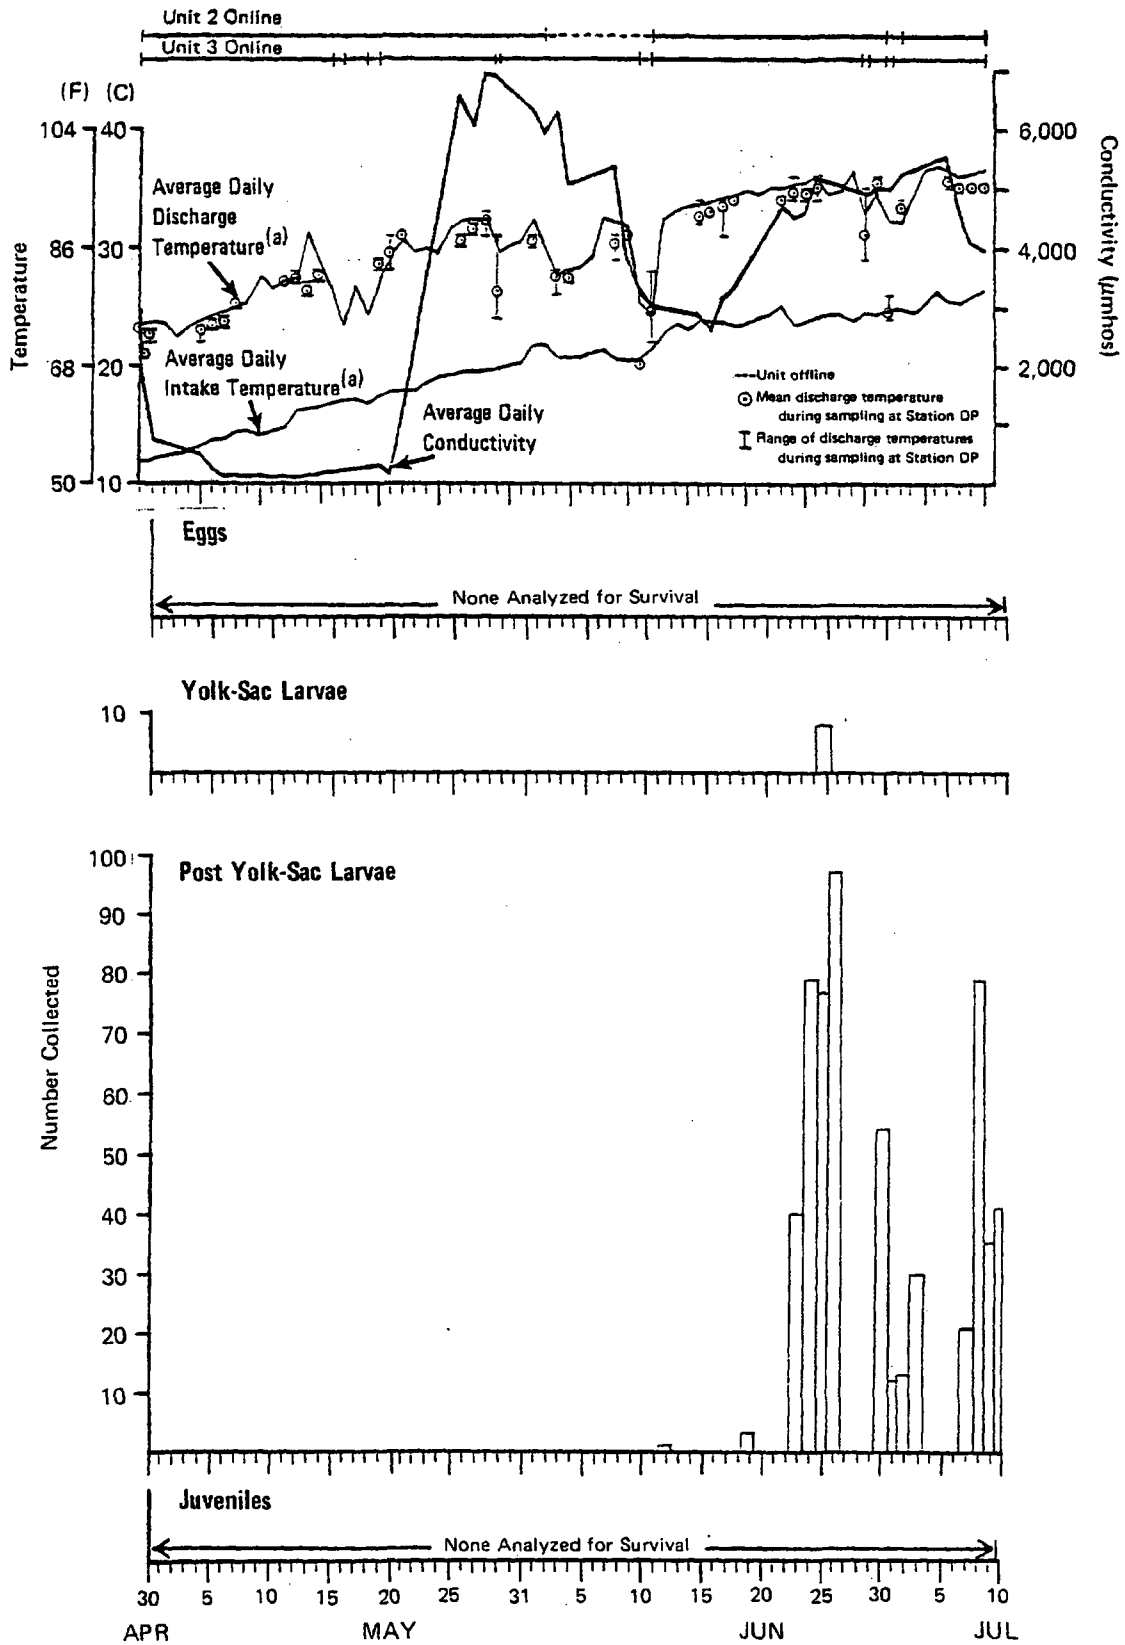 Unit 2 Online
Unit 3 Online
(F) (C)
104 40 6,000
Average Daily
Discharge
Temperature(a)
86 30 4,000
Temperature
Conductivity (μmhos)
Average Daily
Intake Temperature(a)
68 20 2,000
Average Daily
Conductivity
---Unit offline
Mean discharge temperature
during sampling at Station DP
Range of discharge temperatures
during sampling at Station DP
50 10
Eggs
None Analyzed for Survival
Yolk-Sac Larvae
10
Post Yolk-Sac Larvae
Number Collected
100
90
80
70
60
50
40
30
20
10
Juveniles
None Analyzed for Survival
30 5 10 15 20 25 31 5 10 15 20 25 30 5 10
APR MAY JUN JUL